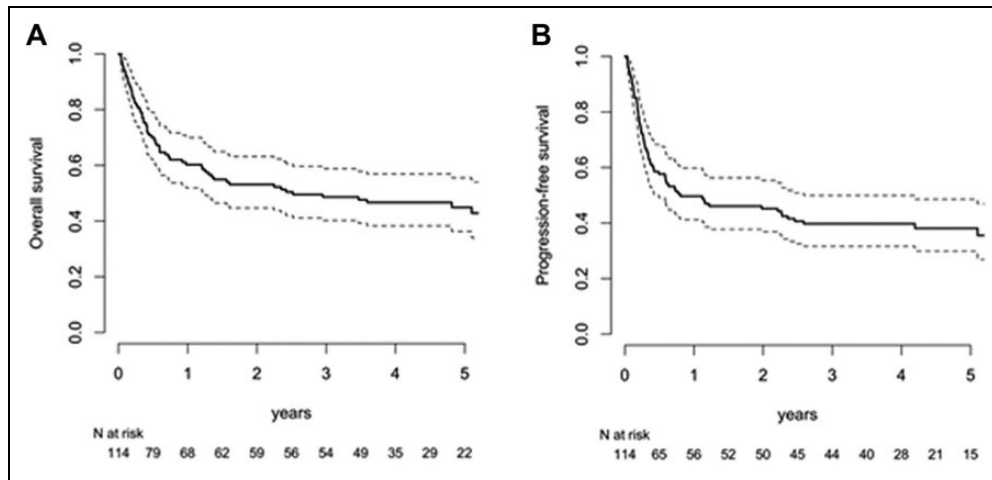 A
Overall survival
1.0
0.8
0.6
0.4
0.2
0.0
0 1 2 3 4 5
years
N at risk
114 79 68 62 59 56 54 49 35 29 22
B
Progression-free survival
1.0
0.8
0.6
0.4
0.2
0.0
0 1 2 3 4 5
years
N at risk
114 65 56 52 50 45 44 40 28 21 15